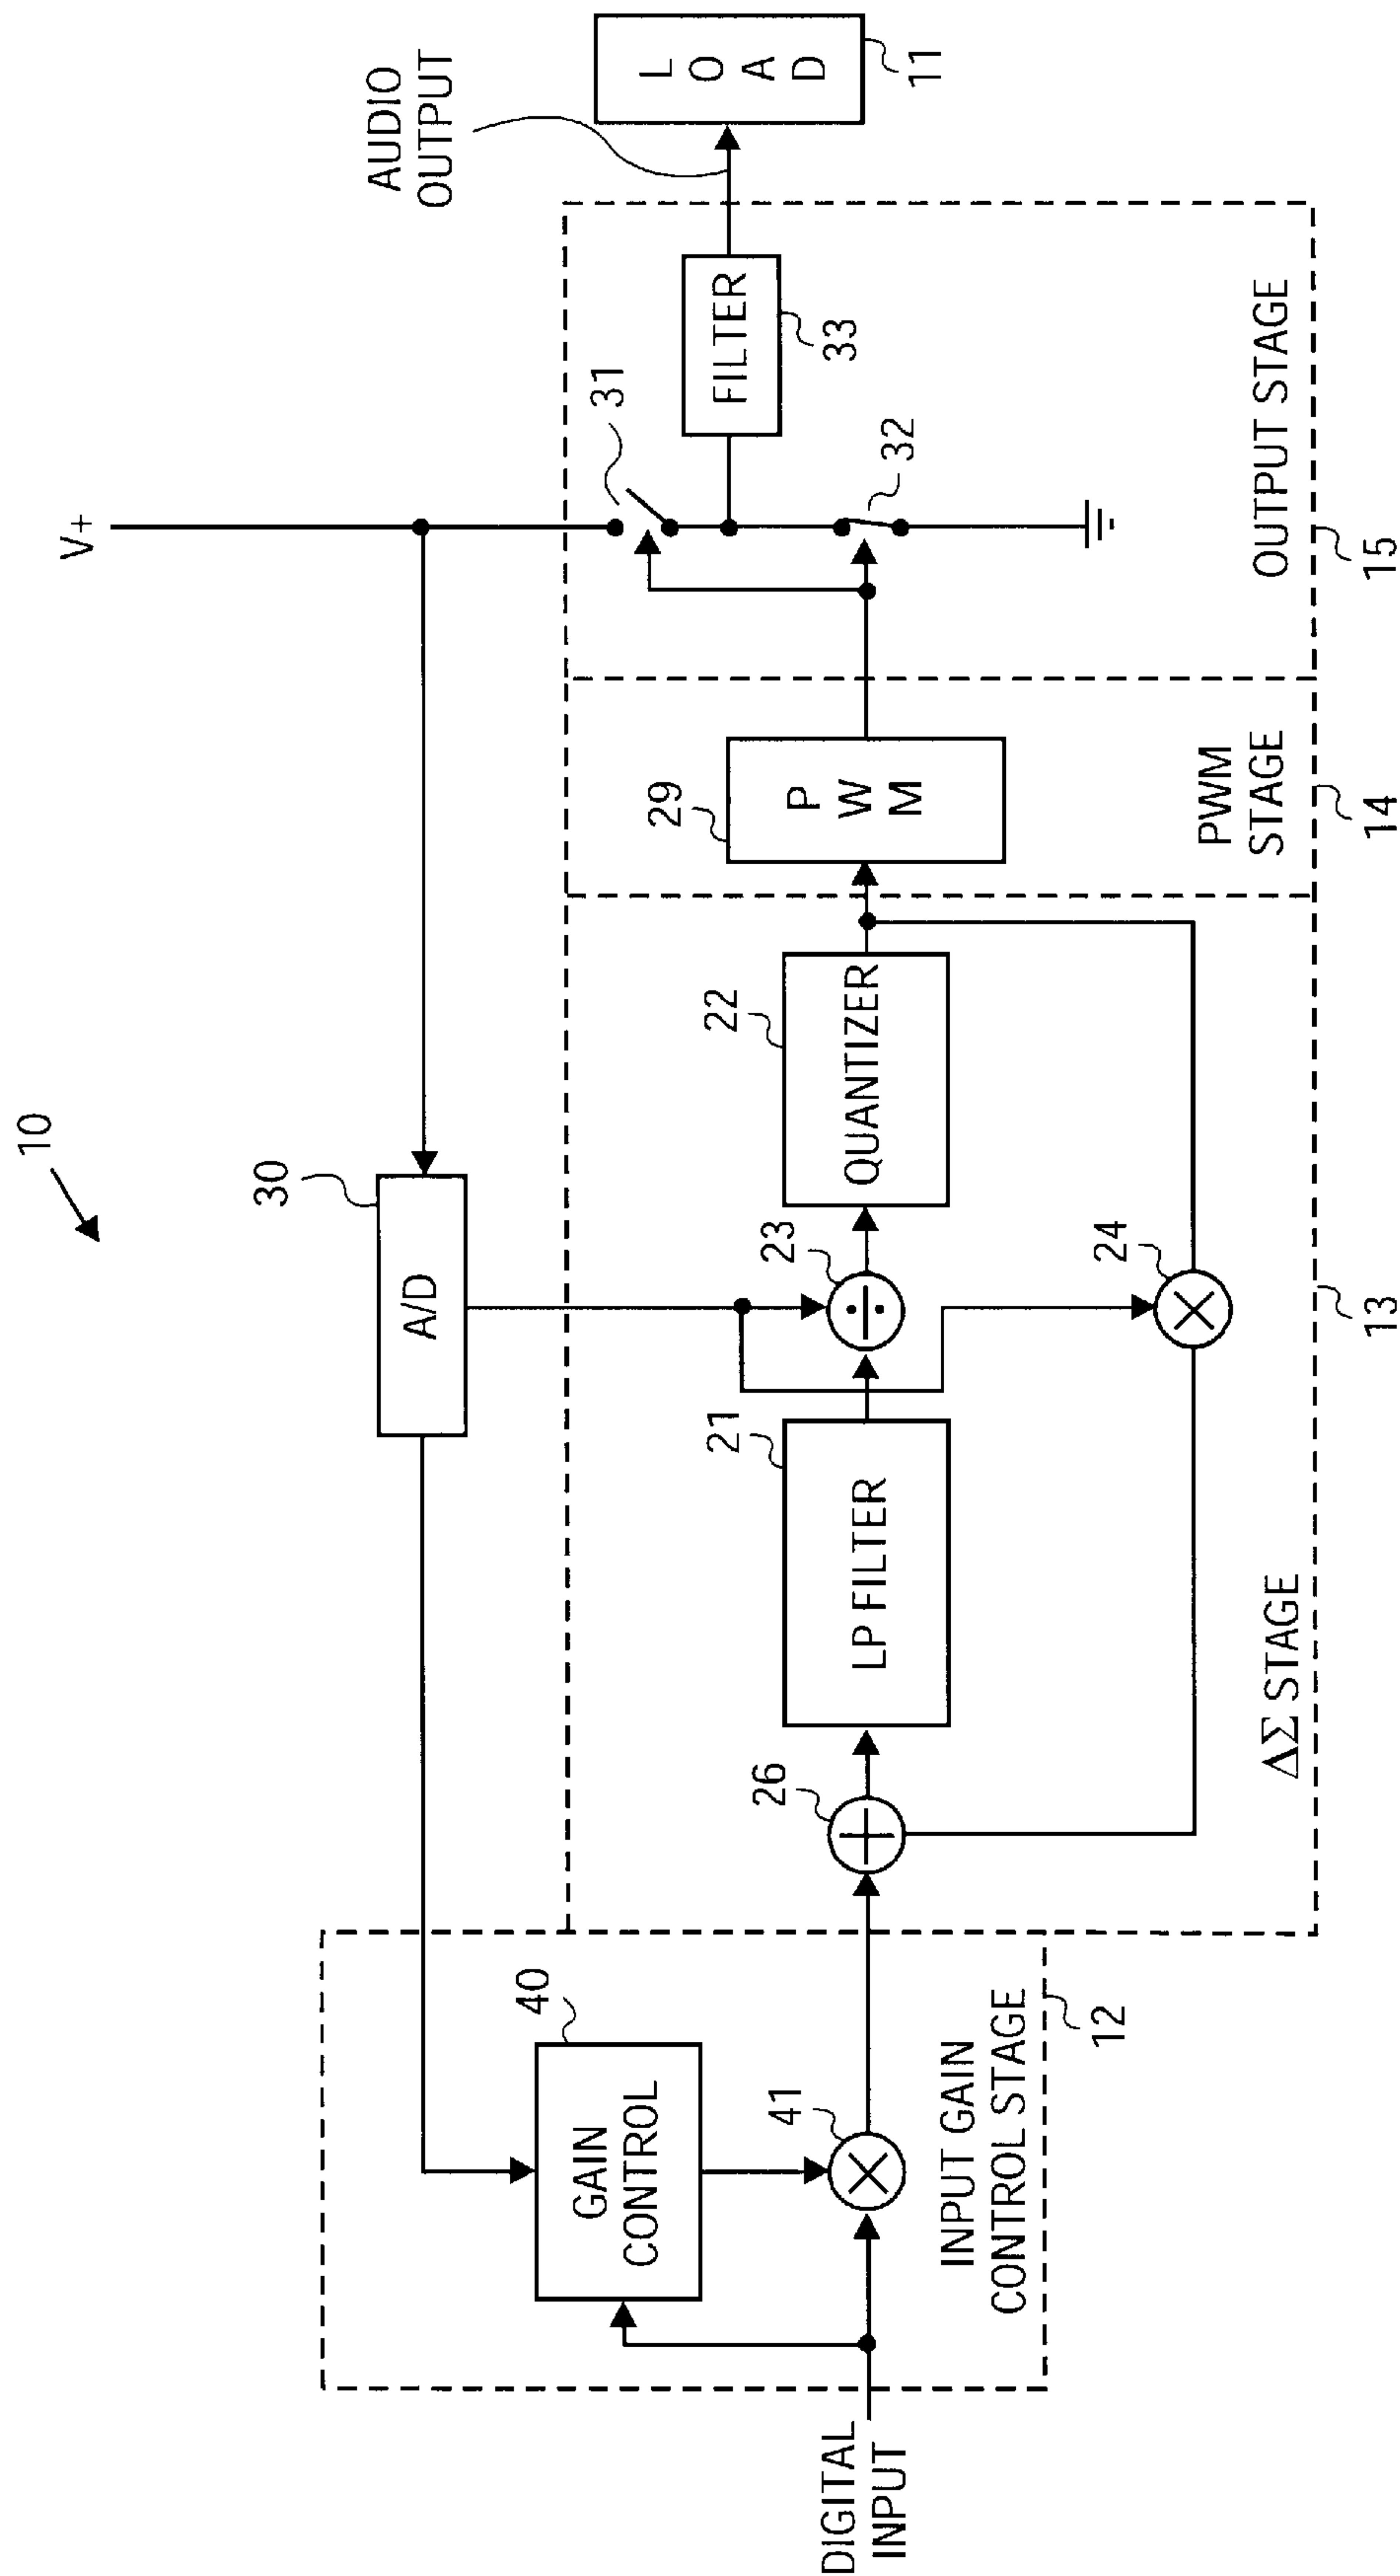 10
V+
AUDIO
OUTPUT
LOAD
11
30
A/D
31
FILTER
33
32
OUTPUT STAGE
15
29
PWM
PWM
STAGE
14
22
QUANTIZER
23
24
21
LP FILTER
26
ΔΣ STAGE
13
40
GAIN
CONTROL
41
INPUT GAIN
CONTROL STAGE
12
DIGITAL
INPUT